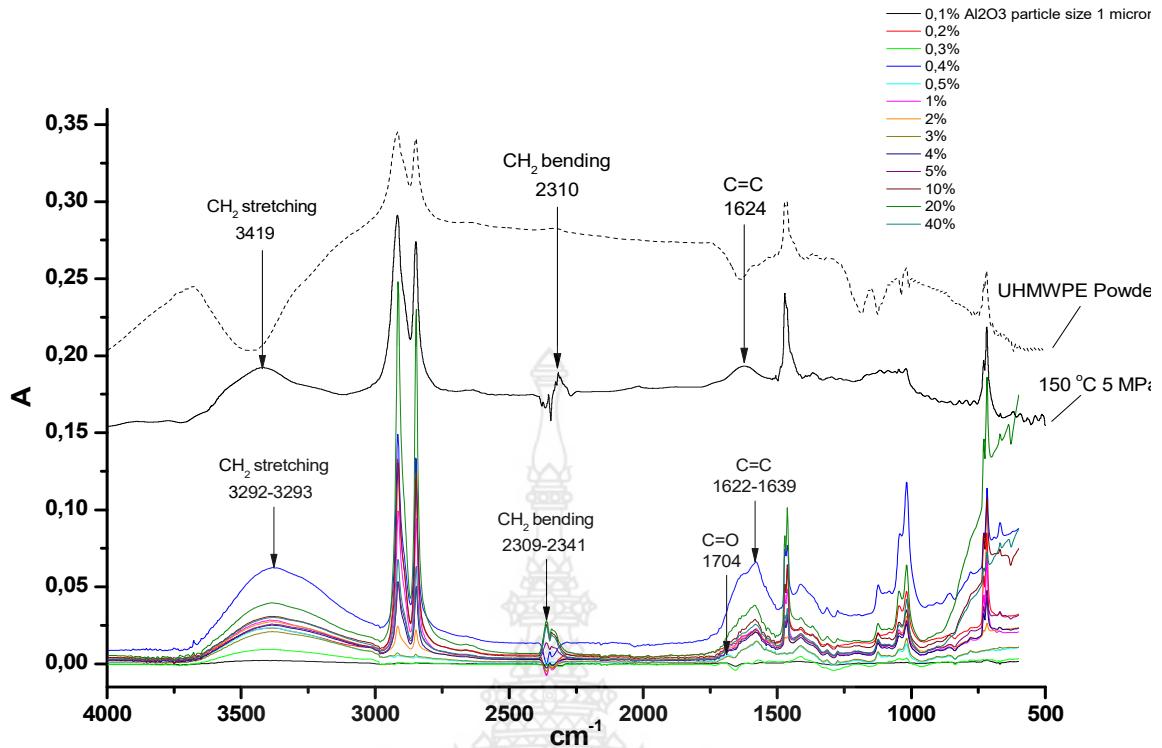 0,1% Al2O3 particle size 1 micron
0,2%
0,3%
0,4%
0,5%
1%
2%
3%
4%
5%
10%
20%
40%
0,35
0,30
0,25
0,20
0,15
0,10
0,05
0,00
A
CH2 stretching
3419
CH2 bending
2310
C=C
1624
UHMWPE Powde
150 °C 5 MPa
CH2 stretching
3292-3293
CH2 bending
2309-2341
C=O
1704
C=C
1622-1639
4000 3500 3000 2500 2000 1500 1000 500
cm-1